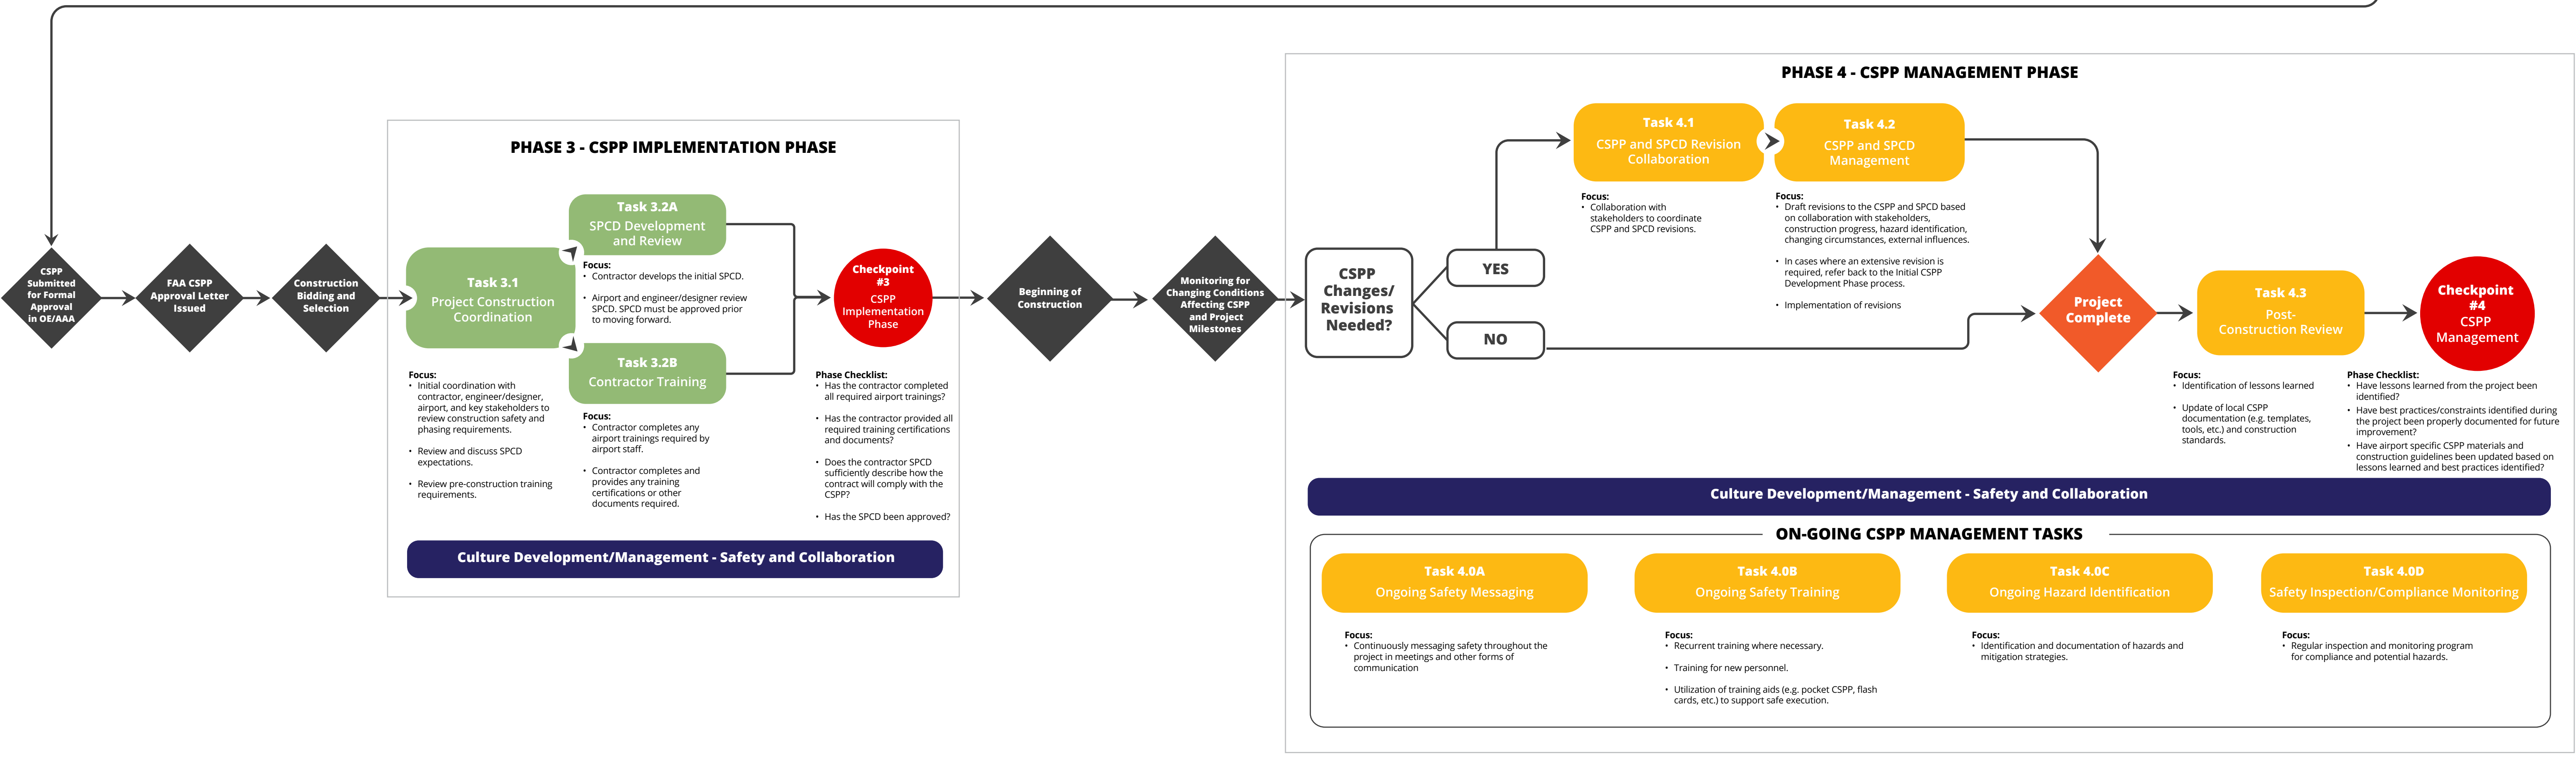 CSPP
Submitted
for Formal
Approval
in OE/AAA
FAA CSPP
Approval Letter
Issued
Construction
Bidding and
Selection
PHASE 3 - CSPP IMPLEMENTATION PHASE
Task 3.1
Project Construction
Coordination
Focus:
• Initial coordination with
contractor, engineer/designer,
airport, and key stakeholders to
review construction safety and
phasing requirements.
• Review and discuss SPCD
expectations.
• Review pre-construction training
requirements.
Task 3.2A
SPCD Development
and Review
Focus:
• Contractor develops the initial SPCD.
• Airport and engineer/designer review
SPCD. SPCD must be approved prior
to moving forward.
Task 3.2B
Contractor Training
Focus:
• Contractor completes any
airport trainings required by
airport staff.
• Contractor completes and
provides any training
certifications or other
documents required.
Checkpoint
#3
CSPP
Implementation
Phase
Phase Checklist:
• Has the contractor completed
all required airport trainings?
• Has the contractor provided all
required training certifications
and documents?
• Does the contractor SPCD
sufficiently describe how the
contract will comply with the
CSPP?
• Has the SPCD been approved?
Culture Development/Management - Safety and Collaboration
Beginning of
Construction
Monitoring for
Changing Conditions
Affecting CSPP
and Project
Milestones
PHASE 4 - CSPP MANAGEMENT PHASE
CSPP
Changes/
Revisions
Needed?
YES
NO
Task 4.1
CSPP and SPCD Revision
Collaboration
Focus:
• Collaboration with
stakeholders to coordinate
CSPP and SPCD revisions.
Task 4.2
CSPP and SPCD
Management
Focus:
• Draft revisions to the CSPP and SPCD based
on collaboration with stakeholders,
construction progress, hazard identification,
changing circumstances, external influences.
• In cases where an extensive revision is
required, refer back to the Initial CSPP
Development Phase process.
• Implementation of revisions
Project
Complete
Task 4.3
Post-
Construction Review
Focus:
• Identification of lessons learned
• Update of local CSPP
documentation (e.g. templates,
tools, etc.) and construction
standards.
Checkpoint
#4
CSPP
Management
Phase Checklist:
• Have lessons learned from the project been
identified?
• Have best practices/constraints identified during
the project been properly documented for future
improvement?
• Have airport specific CSPP materials and
construction guidelines been updated based on
lessons learned and best practices identified?
Culture Development/Management - Safety and Collaboration
ON-GOING CSPP MANAGEMENT TASKS
Task 4.0A
Ongoing Safety Messaging
Focus:
• Continuously messaging safety throughout the
project in meetings and other forms of
communication
Task 4.0B
Ongoing Safety Training
Focus:
• Recurrent training where necessary.
• Training for new personnel.
• Utilization of training aids (e.g. pocket CSPP, flash
cards, etc.) to support safe execution.
Task 4.0C
Ongoing Hazard Identification
Focus:
• Identification and documentation of hazards and
mitigation strategies.
Task 4.0D
Safety Inspection/Compliance Monitoring
Focus:
• Regular inspection and monitoring program
for compliance and potential hazards.